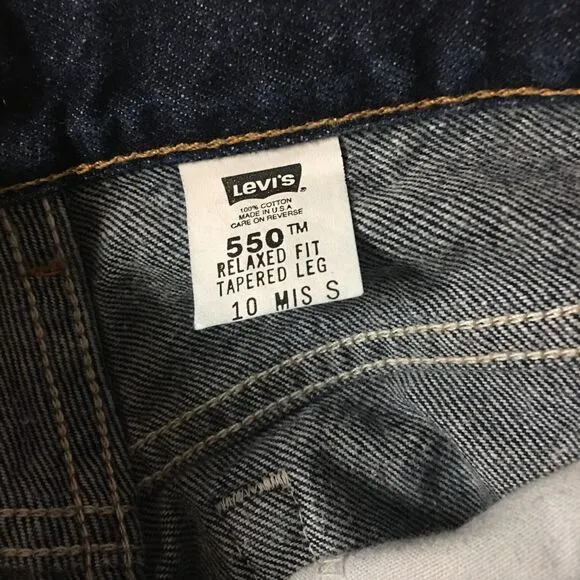 LEVI'S
100% COTTON
MADE IN U.S.A
CARE ON REVERSE
550™
RELAXED FIT
TAPERED LEG
10 MIS S